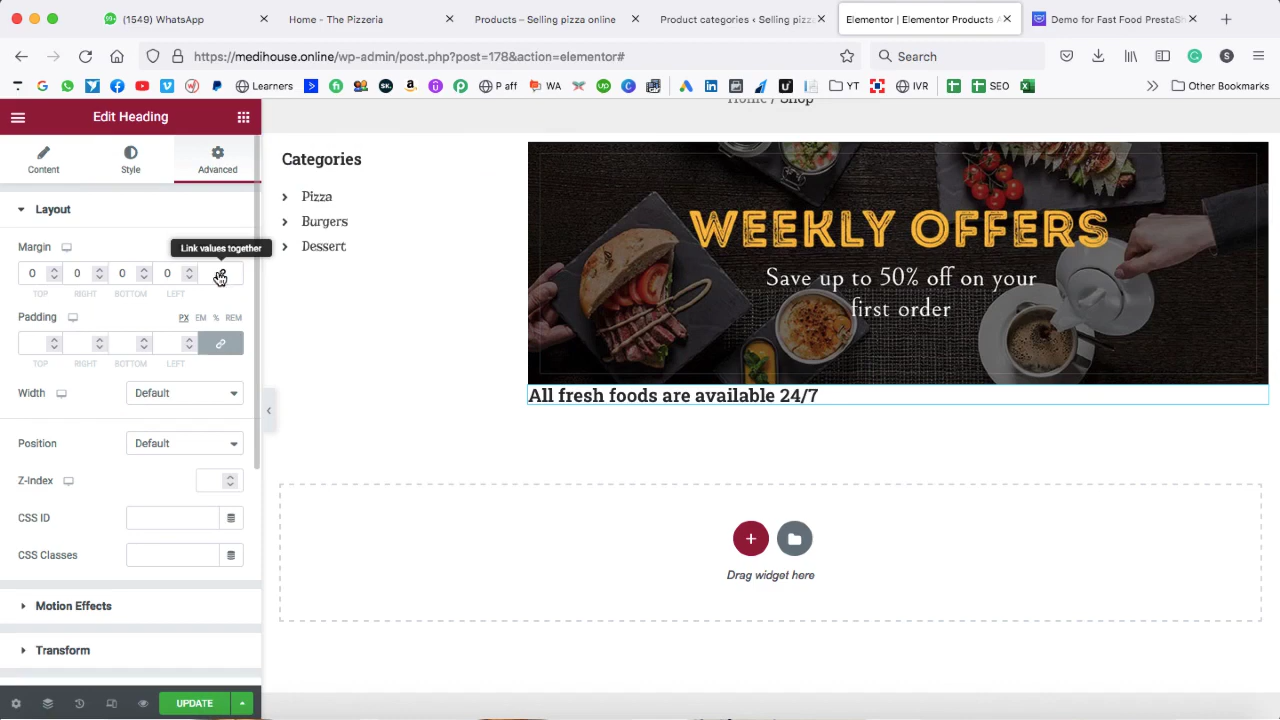 (1549) WhatsApp
Home - The Pizzeria
Products – Selling pizza online
Product categories ‹ Selling pizz
Elementor | Elementor Products A
Demo for Fast Food PrestaSh
https://medihouse.online/wp-admin/post.php?post=178&action=elementor#
Search
Learners
P aff
WA
YT
IVR
SEO
Other Bookmarks
Edit Heading
Home / Shop
Content
Style
Advanced
Categories
Pizza
Burgers
Dessert
WEEKLY OFFERS
Save up to 50% off on your
first order
All fresh foods are available 24/7
Layout
Margin
Link values together
0 0 0 0
TOP RIGHT BOTTOM LEFT
Padding
PX EM % REM
TOP RIGHT BOTTOM LEFT
Width
Default
Position
Default
Z-Index
CSS ID
CSS Classes
Drag widget here
Motion Effects
Transform
UPDATE